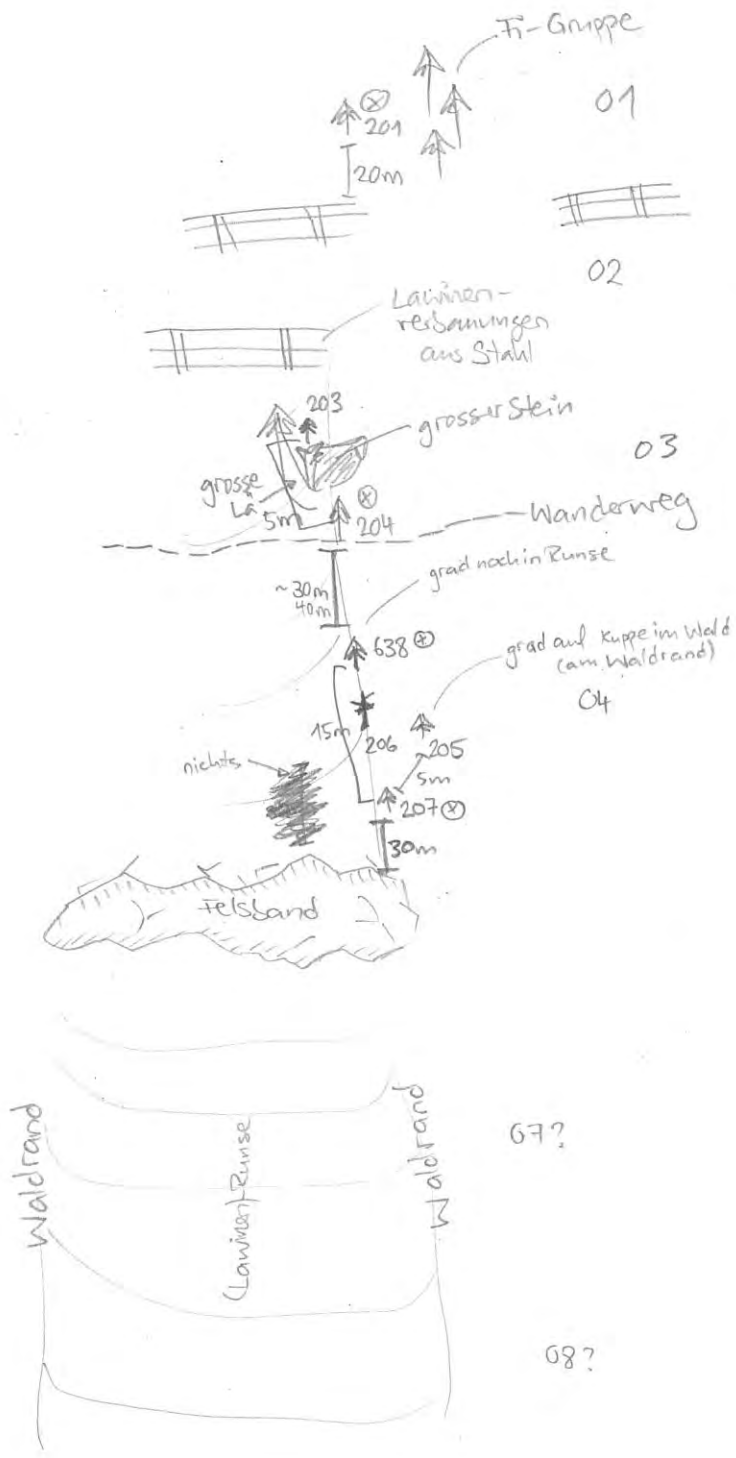 Fi-Gruppe
01
ⓧ
201
20m
02
Lawinen-
verbauungen
aus Stahl
203
grosser Stein
03
grosse
Lä
5m
ⓧ
204
Wanderweg
~30m
40m
grad noch in Runse
638 ⓧ
grad auf Kuppe im Wald
(am Waldrand)
04
15m
206
205
nichts
5m
207 ⓧ
30m
Felsband
Waldrand
(Lawinen)Runse
Waldrand
07?
08?